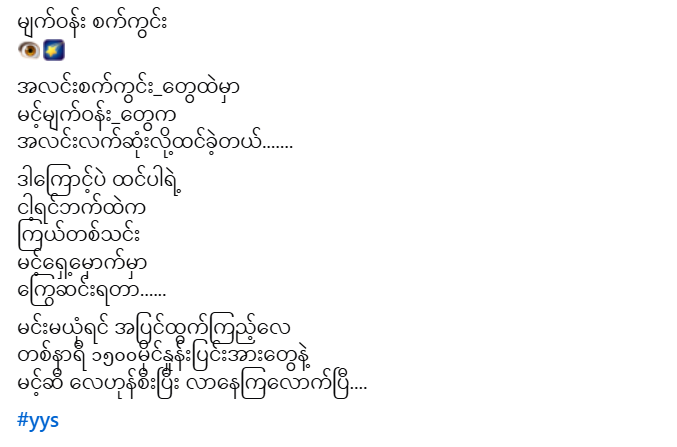 မျက်ဝန်း စက်ကွင်း
👁️🌠
အလင်းစက်ကွင်း_တွေထဲမှာ
မင့်မျက်ဝန်း_တွေက
အလင်းလက်ဆုံးလို့ထင်ခဲ့တယ်.......
ဒါကြောင့်ပဲ ထင်ပါရဲ့
ငါ့ရင်ဘက်ထဲက
ကြယ်တစ်သင်း
မင့်ရှေ့မှောက်မှာ
ကြွေဆင်းရတာ......
မင်းမယုံရင် အပြင်ထွက်ကြည့်လေ
တစ်နာရီ ၁၅၀၀မိုင်နှုန်းပြင်းအားတွေနဲ့
မင့်ဆီ လေဟုန်စီးပြီး လာနေကြလောက်ပြီ....
#yys